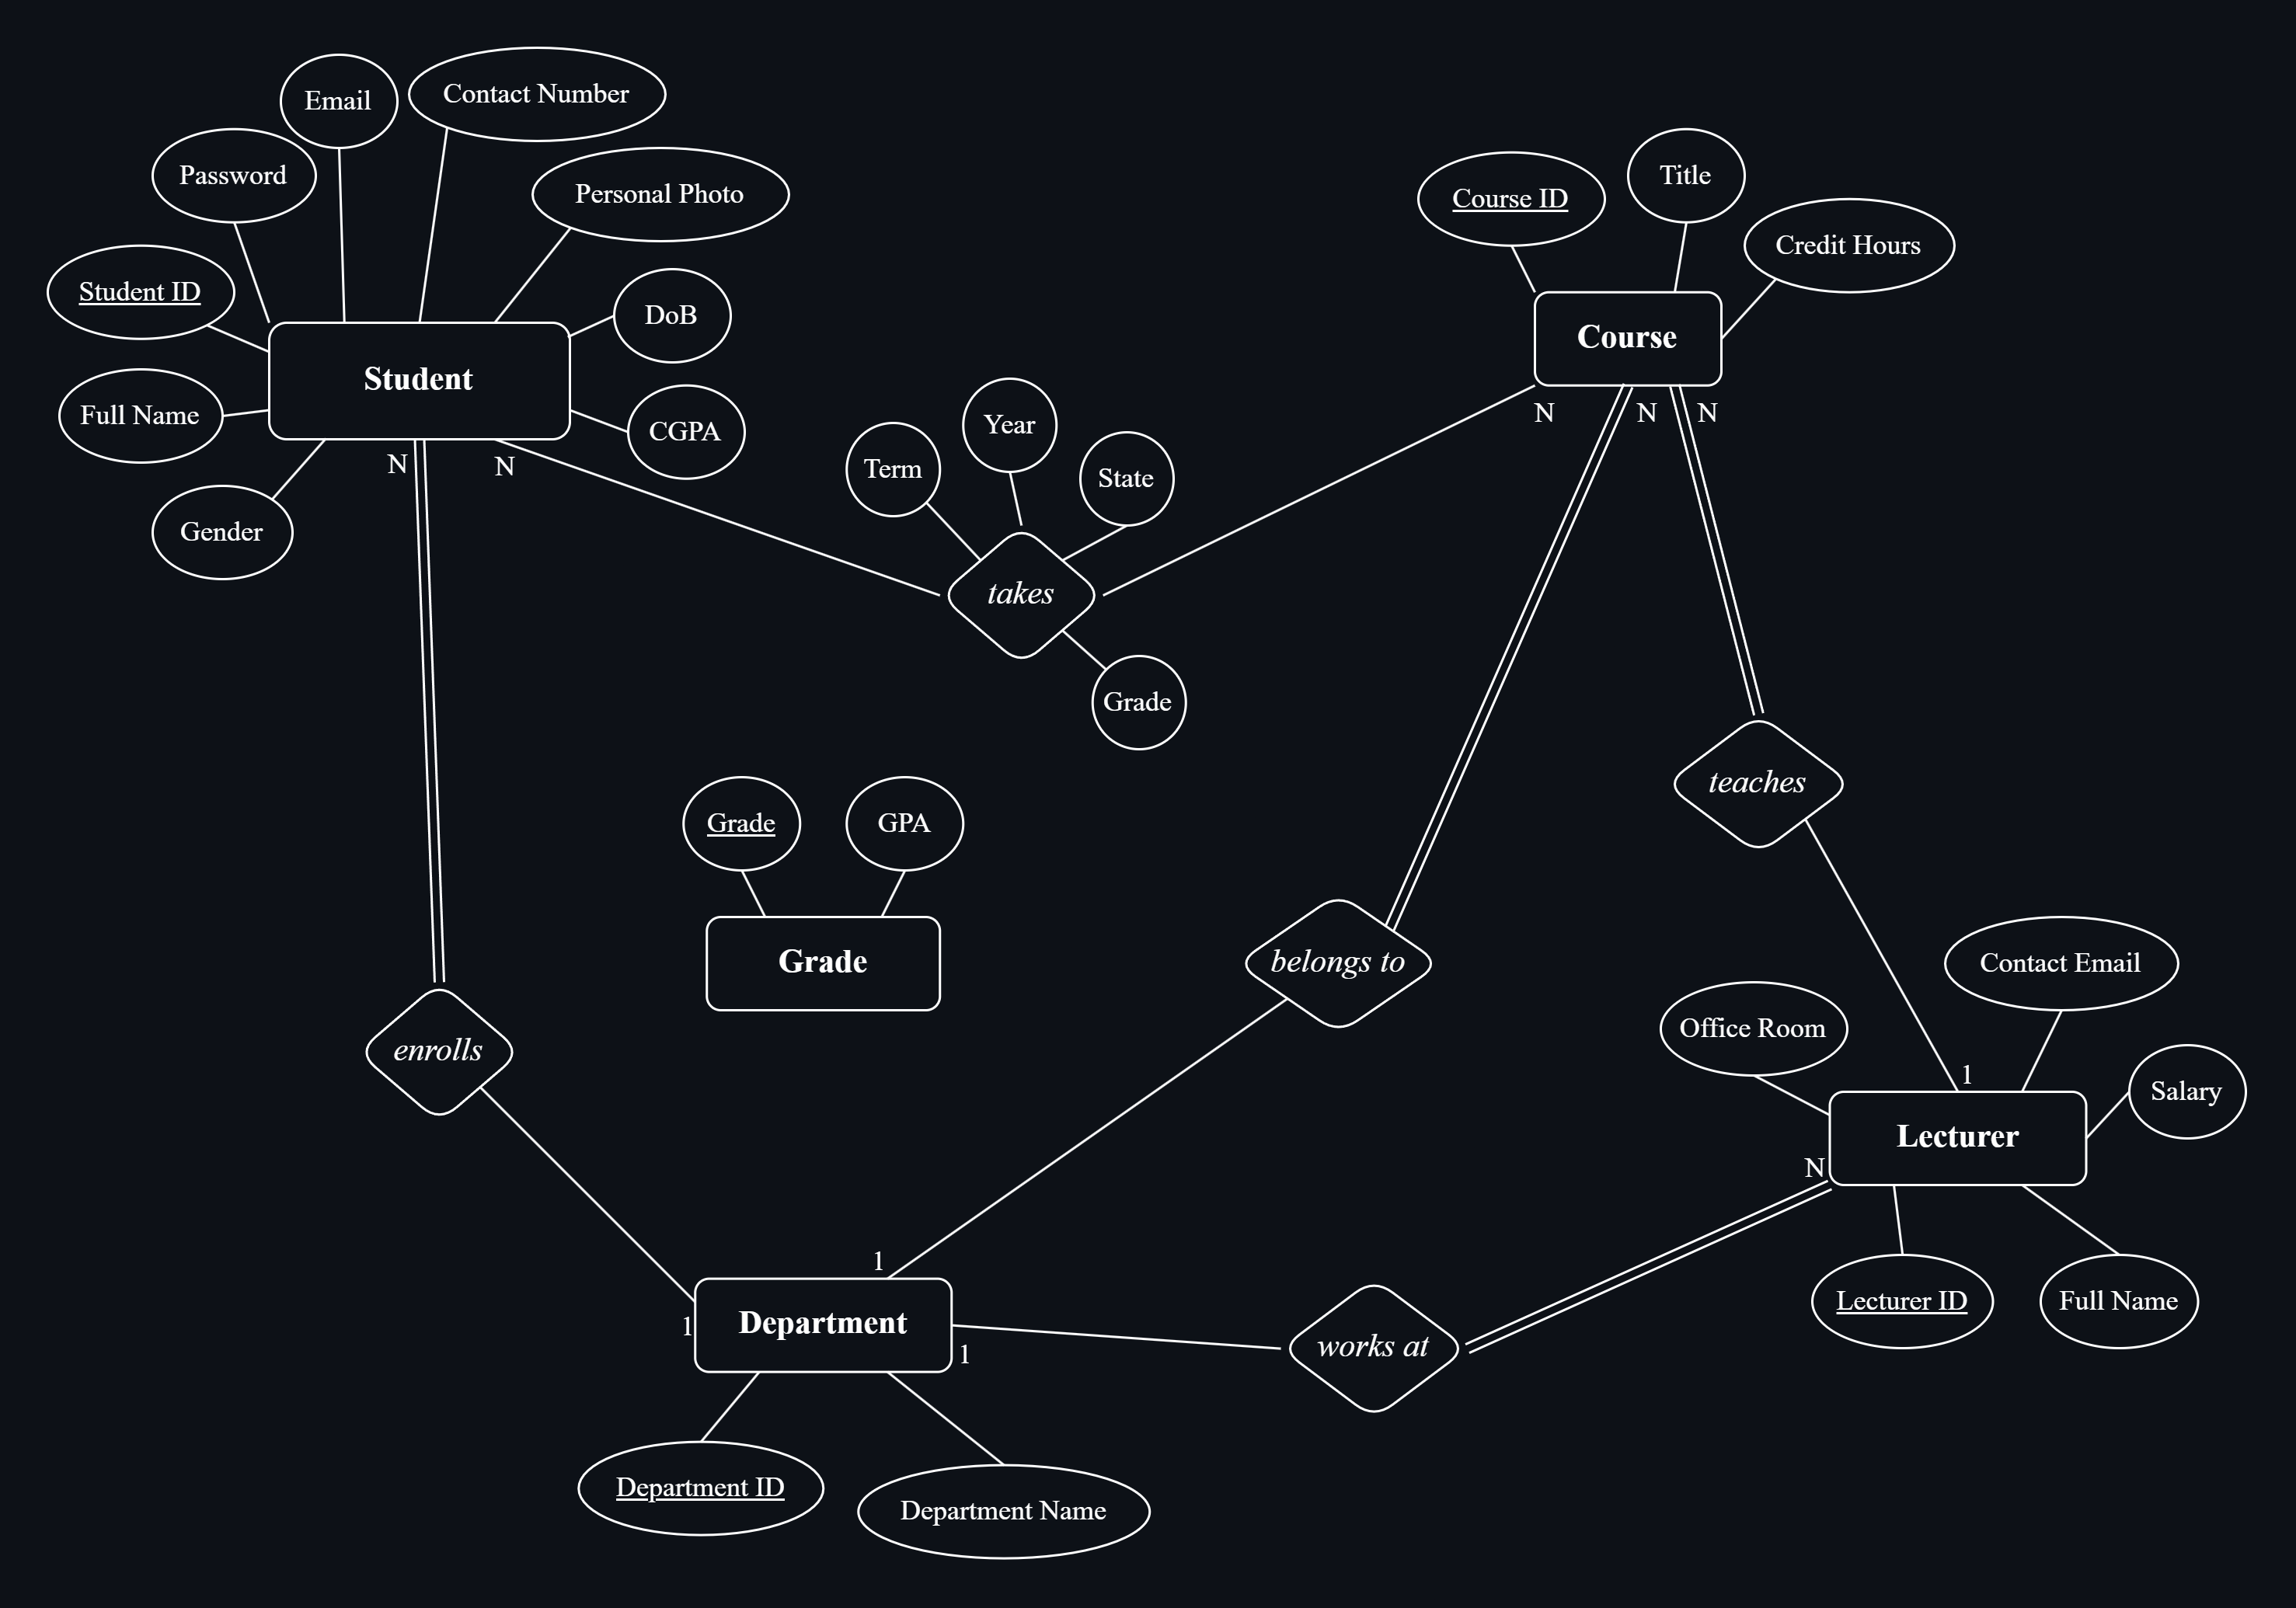 Email
Contact Number
Password
Personal Photo
Student ID
DoB
Student
Full Name
CGPA
Gender
N
N
Course ID
Title
Credit Hours
Course
N
N
N
Term
Year
State
takes
Grade
teaches
Grade
GPA
Grade
belongs to
enrolls
Contact Email
Office Room
Salary
1
Lecturer
N
Lecturer ID
Full Name
1
1
Department
1
works at
Department ID
Department Name